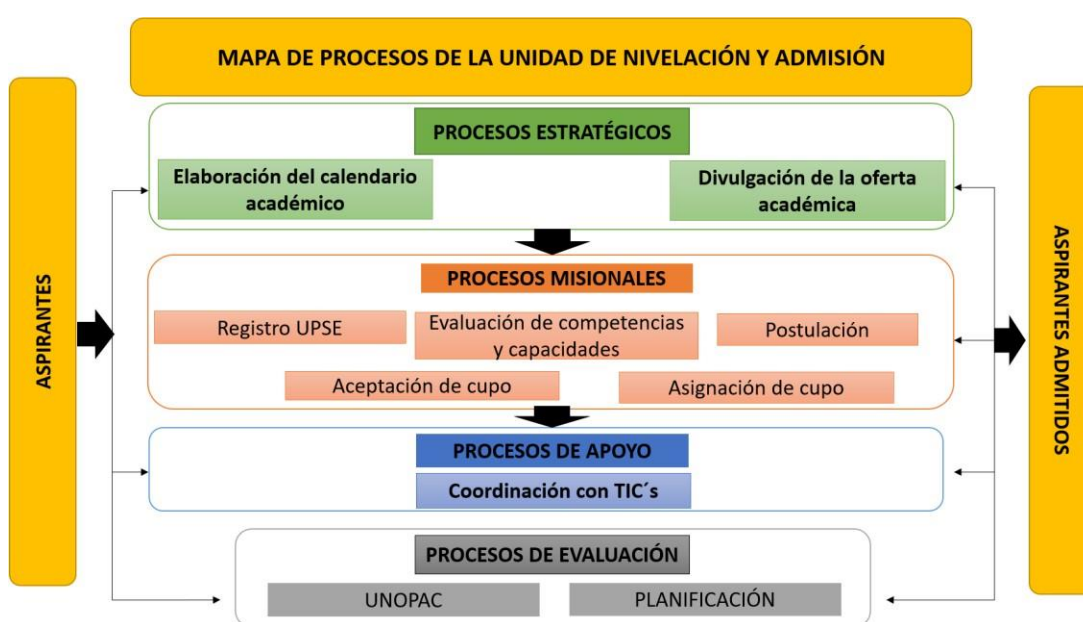 MAPA DE PROCESOS DE LA UNIDAD DE NIVELACIÓN Y ADMISIÓN
ASPIRANTES
PROCESOS ESTRATÉGICOS
Elaboración del calendario
académico
Divulgación de la oferta
académica
PROCESOS MISIONALES
Registro UPSE
Evaluación de competencias
y capacidades
Postulación
Aceptación de cupo
Asignación de cupo
PROCESOS DE APOYO
Coordinación con TIC´s
PROCESOS DE EVALUACIÓN
UNOPAC
PLANIFICACIÓN
ASPIRANTES ADMITIDOS